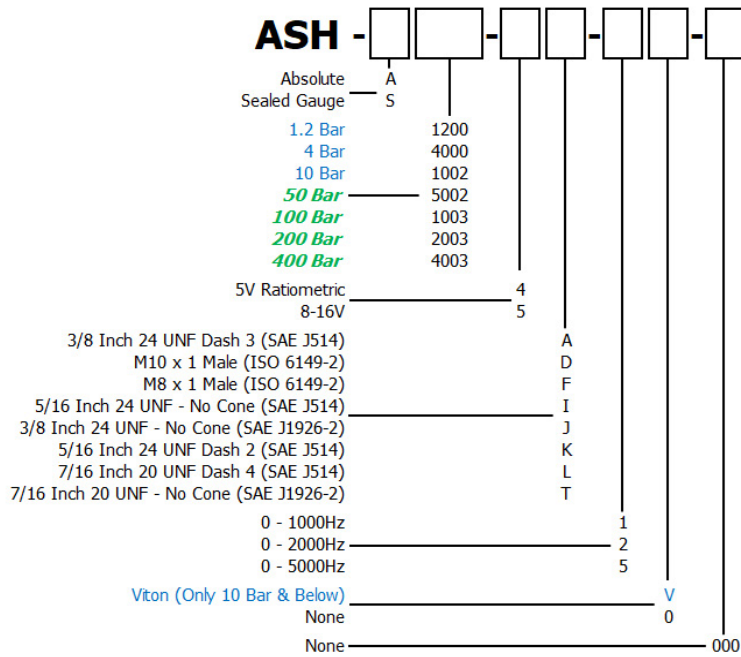 ASH - - - -
Absolute A
Sealed Gauge S
1.2 Bar 1200
4 Bar 4000
10 Bar 1002
50 Bar 5002
100 Bar 1003
200 Bar 2003
400 Bar 4003
5V Ratiometric 4
8-16V 5
3/8 Inch 24 UNF Dash 3 (SAE J514) A
M10 x 1 Male (ISO 6149-2) D
M8 x 1 Male (ISO 6149-2) F
5/16 Inch 24 UNF - No Cone (SAE J514) I
3/8 Inch 24 UNF - No Cone (SAE J1926-2) J
5/16 Inch 24 UNF Dash 2 (SAE J514) K
7/16 Inch 20 UNF Dash 4 (SAE J514) L
7/16 Inch 20 UNF - No Cone (SAE J1926-2) T
0 - 1000Hz 1
0 - 2000Hz 2
0 - 5000Hz 5
Viton (Only 10 Bar & Below) V
None 0
None 000